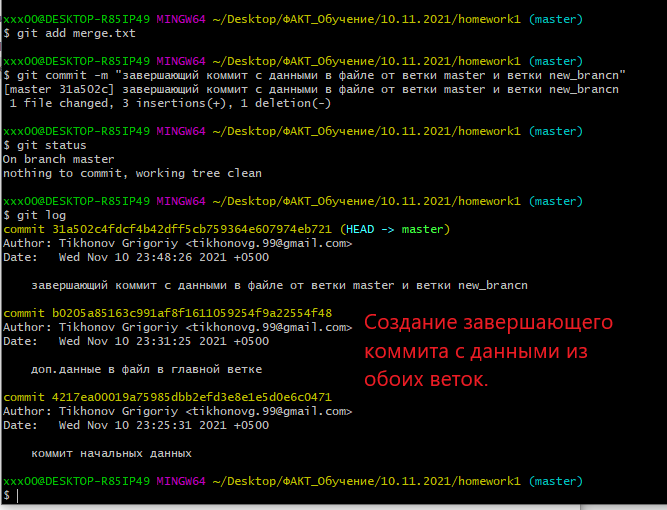 xxxOO@DESKTOP-R85IP49 MINGW64 ~/Desktop/ФАКТ_Обучение/10.11.2021/homework1 (master)
$ git add merge.txt
xxxOO@DESKTOP-R85IP49 MINGW64 ~/Desktop/ФАКТ_Обучение/10.11.2021/homework1 (master)
$ git commit -m "завершающий коммит с данными в файле от ветки master и ветки new_brancn"
[master 31a502c] завершающий коммит с данными в файле от ветки master и ветки new_brancn
1 file changed, 3 insertions(+), 1 deletion(-)
xxxOO@DESKTOP-R85IP49 MINGW64 ~/Desktop/ФАКТ_Обучение/10.11.2021/homework1 (master)
$ git status
On branch master
nothing to commit, working tree clean
xxxOO@DESKTOP-R85IP49 MINGW64 ~/Desktop/ФАКТ_Обучение/10.11.2021/homework1 (master)
$ git log
commit 31a502c4fdcf4b42dff5cb759364e607974eb721 (HEAD -> master)
Author: Tikhonov Grigoriy <tikhonovg.99@gmail.com>
Date:   Wed Nov 10 23:48:26 2021 +0500
завершающий коммит с данными в файле от ветки master и ветки new_brancn
commit b0205a85163c991af8f1611059254f9a22554f48
Author: Tikhonov Grigoriy <tikhonovg.99@gmail.com>
Date:   Wed Nov 10 23:31:25 2021 +0500
доп.данные в файл в главной ветке
commit 4217ea00019a75985dbb2efd3e8e1e5d0e6c0471
Author: Tikhonov Grigoriy <tikhonovg.99@gmail.com>
Date:   Wed Nov 10 23:25:31 2021 +0500
коммит начальных данных
Создание завершающего
коммита с данными из
обоих веток.
xxxOO@DESKTOP-R85IP49 MINGW64 ~/Desktop/ФАКТ_Обучение/10.11.2021/homework1 (master)
$